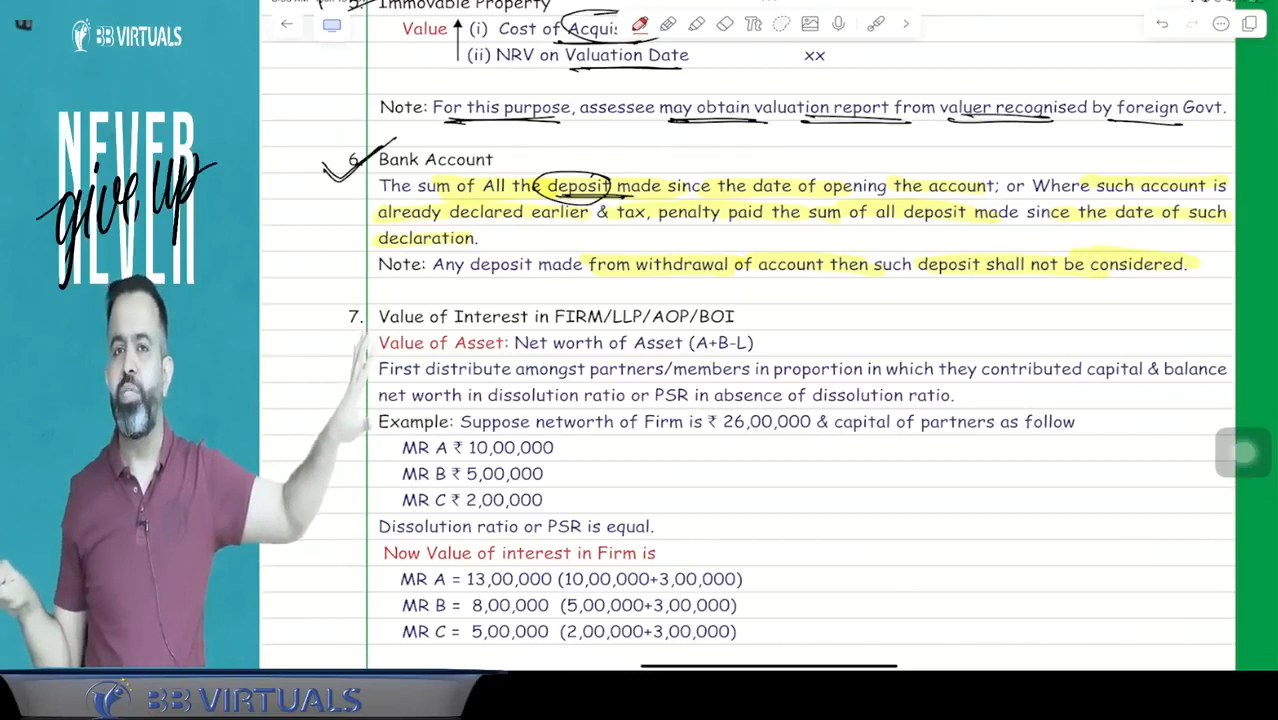 Immovable Property
BB VIRTUALS
Value (i) Cost of Acqui
(ii) NRV on Valuation Date xx
Note: For this purpose, assessee may obtain valuation report from valuer recognised by foreign Govt.
NEVER
give up
NEVER
6. Bank Account
The sum of All the deposit made since the date of opening the account; or Where such account is
already declared earlier & tax, penalty paid the sum of all deposit made since the date of such
declaration.
Note: Any deposit made from withdrawal of account then such deposit shall not be considered.
7. Value of Interest in FIRM/LLP/AOP/BOI
Value of Asset: Net worth of Asset (A+B-L)
First distribute amongst partners/members in proportion in which they contributed capital & balance
net worth in dissolution ratio or PSR in absence of dissolution ratio.
Example: Suppose networth of Firm is ₹ 26,00,000 & capital of partners as follow
MR A ₹ 10,00,000
MR B ₹ 5,00,000
MR C ₹ 2,00,000
Dissolution ratio or PSR is equal.
Now Value of interest in Firm is
MR A = 13,00,000 (10,00,000+3,00,000)
MR B = 8,00,000 (5,00,000+3,00,000)
MR C = 5,00,000 (2,00,000+3,00,000)
BB VIRTUALS